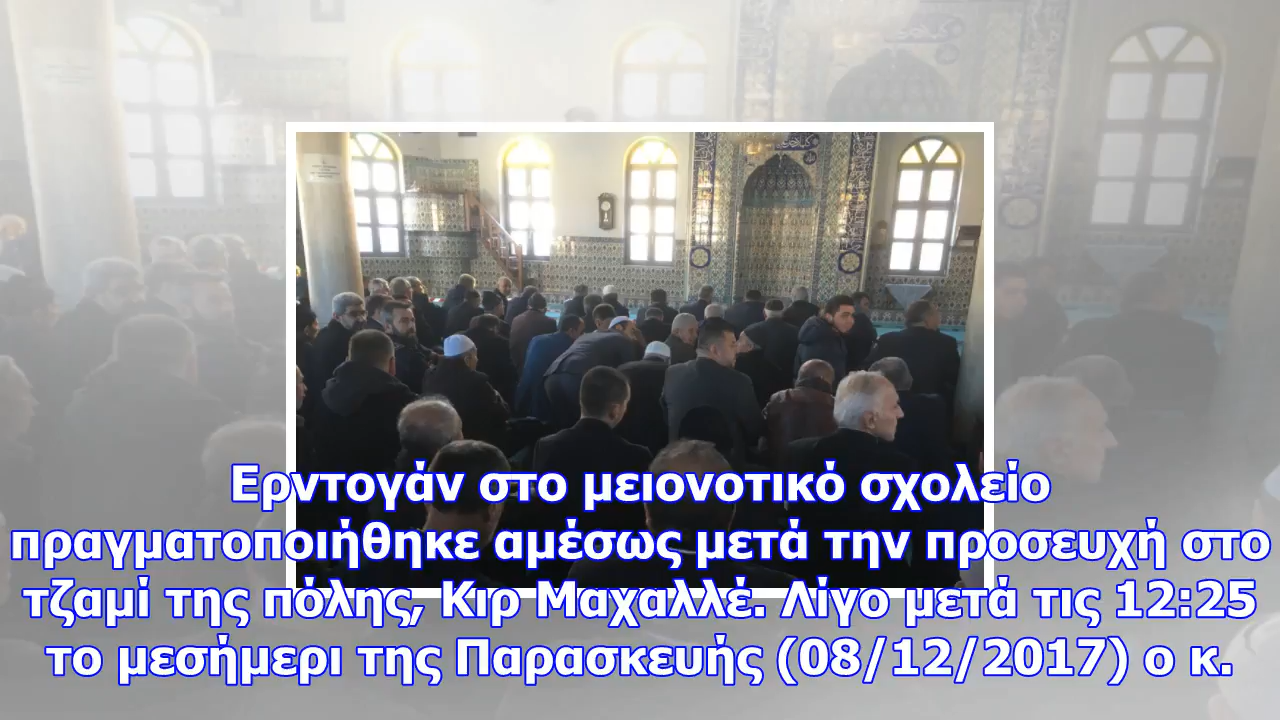 Ερντογάν στο μειονοτικό σχολείο
πραγματοποιήθηκε αμέσως μετά την προσευχή στο
τζαμί της πόλης, Κιρ Μαχαλλέ. Λίγο μετά τις 12:25
το μεσήμερι της Παρασκευής (08/12/2017) ο κ.